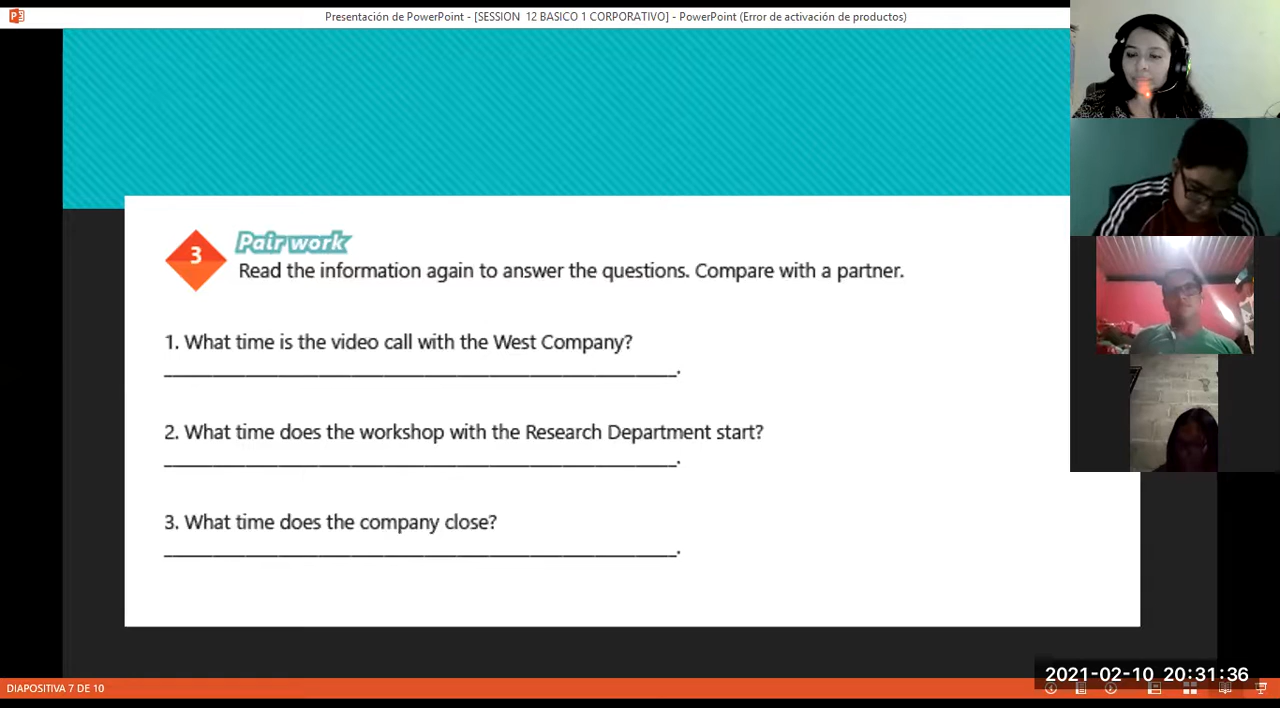 Presentación de PowerPoint - [SESSION  12 BASICO 1 CORPORATIVO] - PowerPoint (Error de activación de productos)
3
Pair work
Read the information again to answer the questions. Compare with a partner.
1. What time is the video call with the West Company?
_______________________________________________.
2. What time does the workshop with the Research Department start?
_______________________________________________.
3. What time does the company close?
_______________________________________________.
2021-02-10 20:31:36
DIAPOSITIVA 7 DE 10